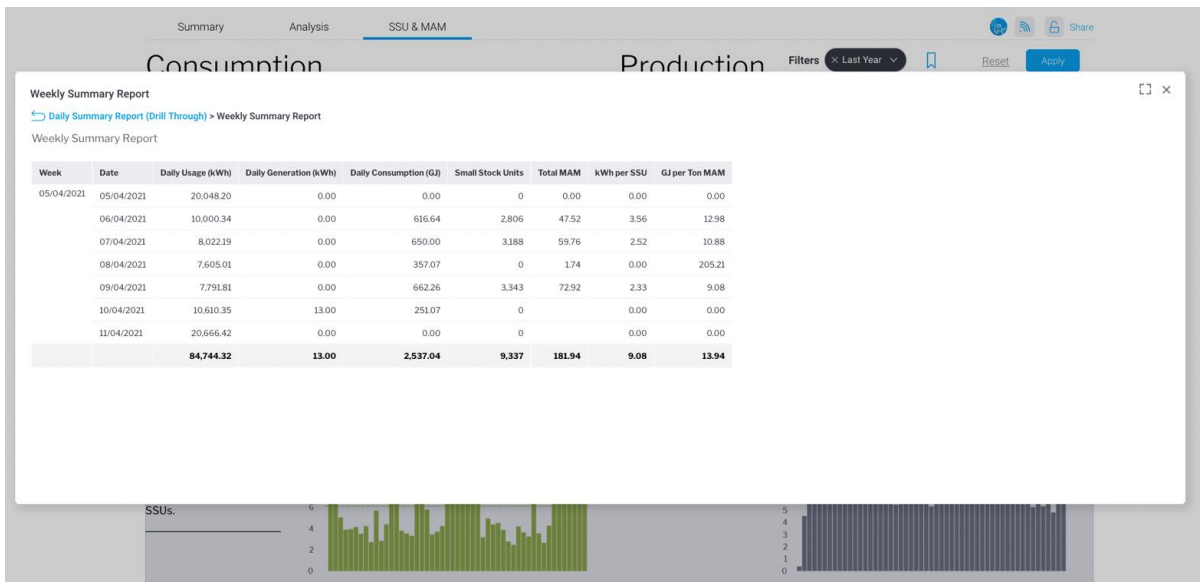 Summary Analysis SSU & MAM Share
Consumption Production Filters × Last Year Reset Apply
Weekly Summary Report
Daily Summary Report (Drill Through) > Weekly Summary Report
Weekly Summary Report
Week Date Daily Usage (kWh) Daily Generation (kWh) Daily Consumption (GJ) Small Stock Units Total MAM kWh per SSU GJ per Ton MAM
05/04/2021 05/04/2021 20,048.20 0.00 0.00 0 0.00 0.00 0.00
06/04/2021 10,000.34 0.00 616.64 2,806 47.52 3.56 12.98
07/04/2021 8,022.19 0.00 650.00 3,188 59.76 2.52 10.88
08/04/2021 7,605.01 0.00 357.07 0 1.74 0.00 205.21
09/04/2021 7,791.81 0.00 662.26 3,343 72.92 2.33 9.08
10/04/2021 10,610.35 13.00 251.07 0 0.00 0.00
11/04/2021 20,666.42 0.00 0.00 0 0.00 0.00
84,744.32 13.00 2,537.04 9,337 181.94 9.08 13.94
SSUs.
6
4
2
0
5
4
3
2
1
0